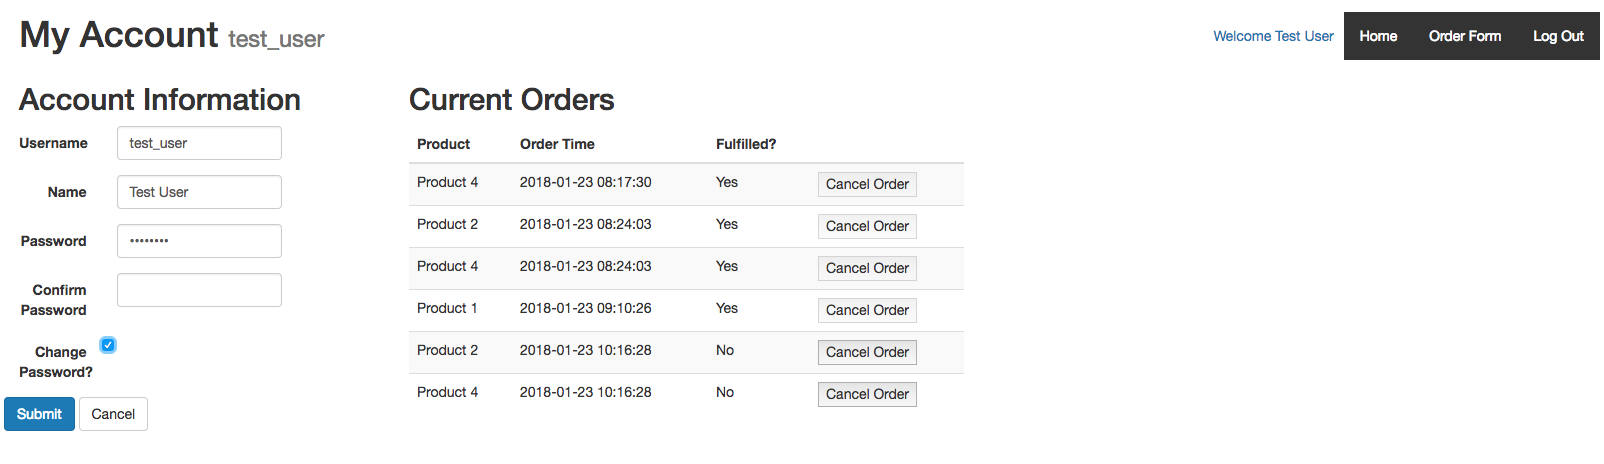 My Account test_user
Welcome Test User Home Order Form Log Out
Account Information
Username test_user
Name Test User
Password ••••••••
Confirm Password
Change Password?
Submit Cancel
Current Orders
Product Order Time Fulfilled?
Product 4 2018-01-23 08:17:30 Yes Cancel Order
Product 2 2018-01-23 08:24:03 Yes Cancel Order
Product 4 2018-01-23 08:24:03 Yes Cancel Order
Product 1 2018-01-23 09:10:26 Yes Cancel Order
Product 2 2018-01-23 10:16:28 No Cancel Order
Product 4 2018-01-23 10:16:28 No Cancel Order